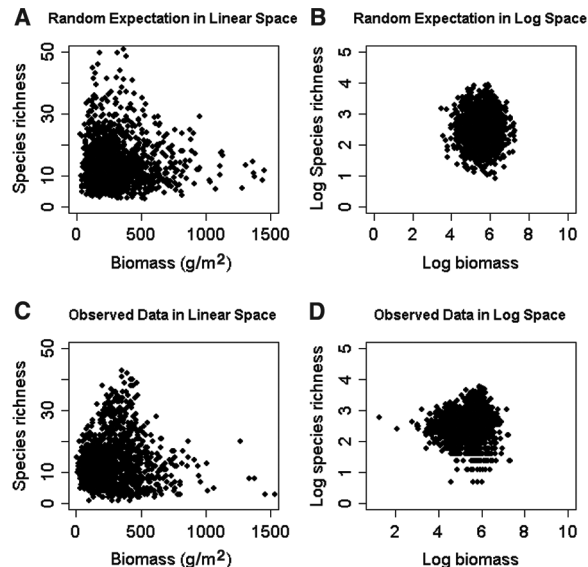 A Random Expectation in Linear Space
Species richness
50
30
10
0
0 500 1000 1500
Biomass (g/m²)
B Random Expectation in Log Space
Log Species richness
5
4
3
2
1
0
0 2 4 6 8 10
Log biomass
C Observed Data in Linear Space
Species richness
50
30
10
0
0 500 1000 1500
Biomass (g/m²)
D Observed Data in Log Space
Log species richness
5
4
3
2
1
0
2 4 6 8 10
Log biomass